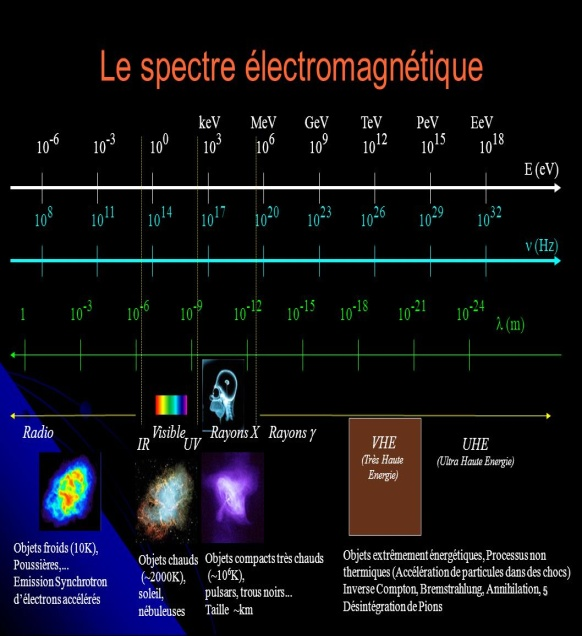 Le spectre électromagnétique
keV MeV GeV TeV PeV EeV
10-6 10-3 100 103 106 109 1012 1015 1018
E (eV)
108 1011 1014 1017 1020 1023 1026 1029 1032
ν (Hz)
1 10-3 10-6 10-9 10-12 10-15 10-18 10-21 10-24
λ (m)
Radio IR Visible UV Rayons X Rayons γ
VHE
(Très Haute
Energie)
UHE
(Ultra Haute Energie)
Objets froids (10K),
Poussières,...
Emission Synchrotron
d'électrons accélérés
Objets chauds
(~2000K),
soleil,
nébuleuses
Objets compacts très chauds
(~106K),
pulsars, trous noirs...
Taille ~km
Objets extrêmement énergétiques, Processus non
thermiques (Accélération de particules dans des chocs)
Inverse Compton, Bremstrahlung, Annihilation, 5
Désintégration de Pions